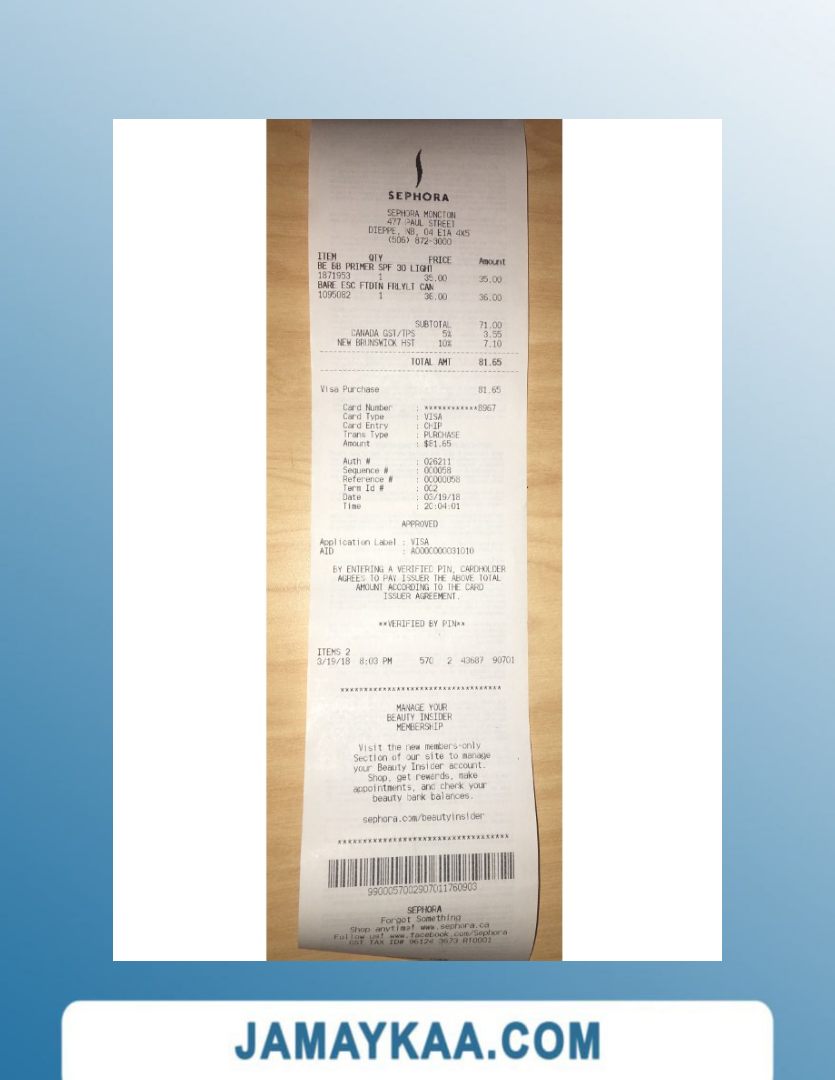 SEPHORA
SEPHORA MONCTON
477 PAUL STREET
DIEPPE, NB, 04 E1A 4X5
(506) 872-3000
ITEM QTY PRICE Amount
BE BB PRIMER SPF 30 LIGHT
1871953 1 35.00 35.00
BARE ESC FTDTN FRLYLT CAN
1095082 1 36.00 36.00
SUBTOTAL 71.00
CANADA GST/TPS 5% 3.55
NEW BRUNSWICK HST 10% 7.10
TOTAL AMT 81.65
Visa Purchase 81.65
Card Number : ************8967
Card Type : VISA
Card Entry : CHIP
Trans Type : PURCHASE
Amount : $81.65
Auth # : 026211
Sequence # : 000058
Reference # : 00000058
Term Id # : 002
Date : 03/19/18
Time : 20:04:01
APPROVED
Application Label : VISA
AID : A0000000031010
BY ENTERING A VERIFIED PIN, CARDHOLDER
AGREES TO PAY ISSUER THE ABOVE TOTAL
AMOUNT ACCORDING TO THE CARD
ISSUER AGREEMENT.
**VERIFIED BY PIN**
ITEMS 2
3/19/18 8:03 PM 570 2 43687 90701
***********************************
MANAGE YOUR
BEAUTY INSIDER
MEMBERSHIP
Visit the new members-only
Section of our site to manage
your Beauty Insider account.
Shop, get rewards, make
appointments, and check your
beauty bank balances.
sephora.com/beautyinsider
***********************************
9900057002907011760903
SEPHORA
Forgot Something
Shop anytime! www.sephora.ca
Follow us! www.facebook.com/Sephora
GST TAX ID# 96124 3673 RT0001
JAMAYKAA.COM